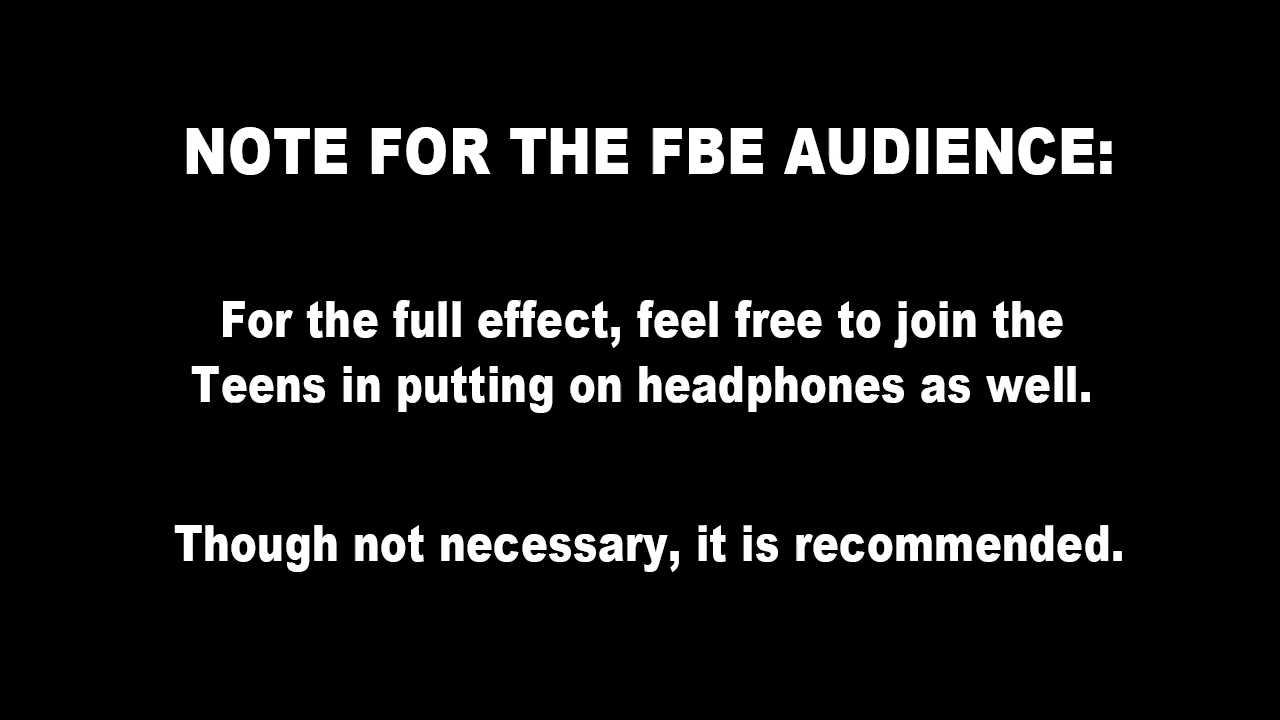 NOTE FOR THE FBE AUDIENCE:
For the full effect, feel free to join the
Teens in putting on headphones as well.
Though not necessary, it is recommended.